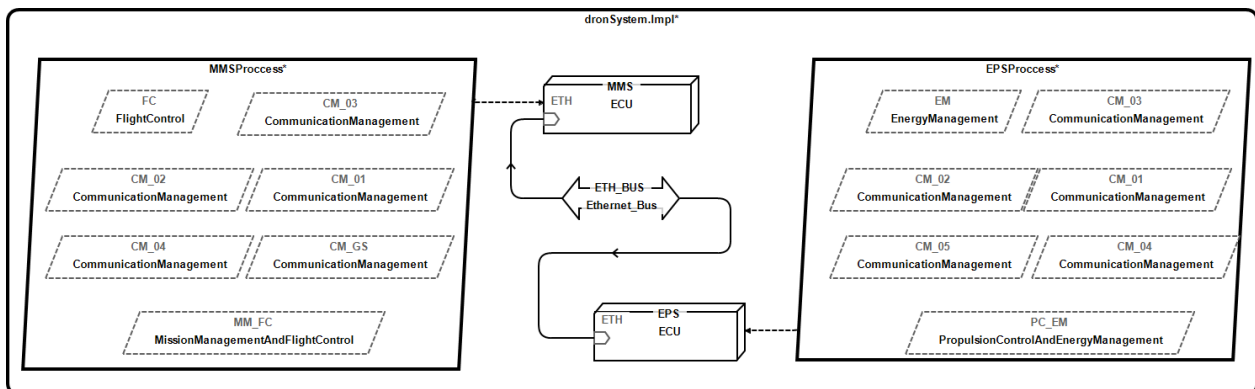 dronSystem.Impl*
MMSProccess*
FC
FlightControl
CM_03
CommunicationManagement
CM_02
CommunicationManagement
CM_01
CommunicationManagement
CM_04
CommunicationManagement
CM_GS
CommunicationManagement
MM_FC
MissionManagementAndFlightControl
MMS
ETH
ECU
ETH_BUS
Ethernet_Bus
EPS
ETH
ECU
EPSProccess*
EM
EnergyManagement
CM_03
CommunicationManagement
CM_02
CommunicationManagement
CM_01
CommunicationManagement
CM_05
CommunicationManagement
CM_04
CommunicationManagement
PC_EM
PropulsionControlAndEnergyManagement